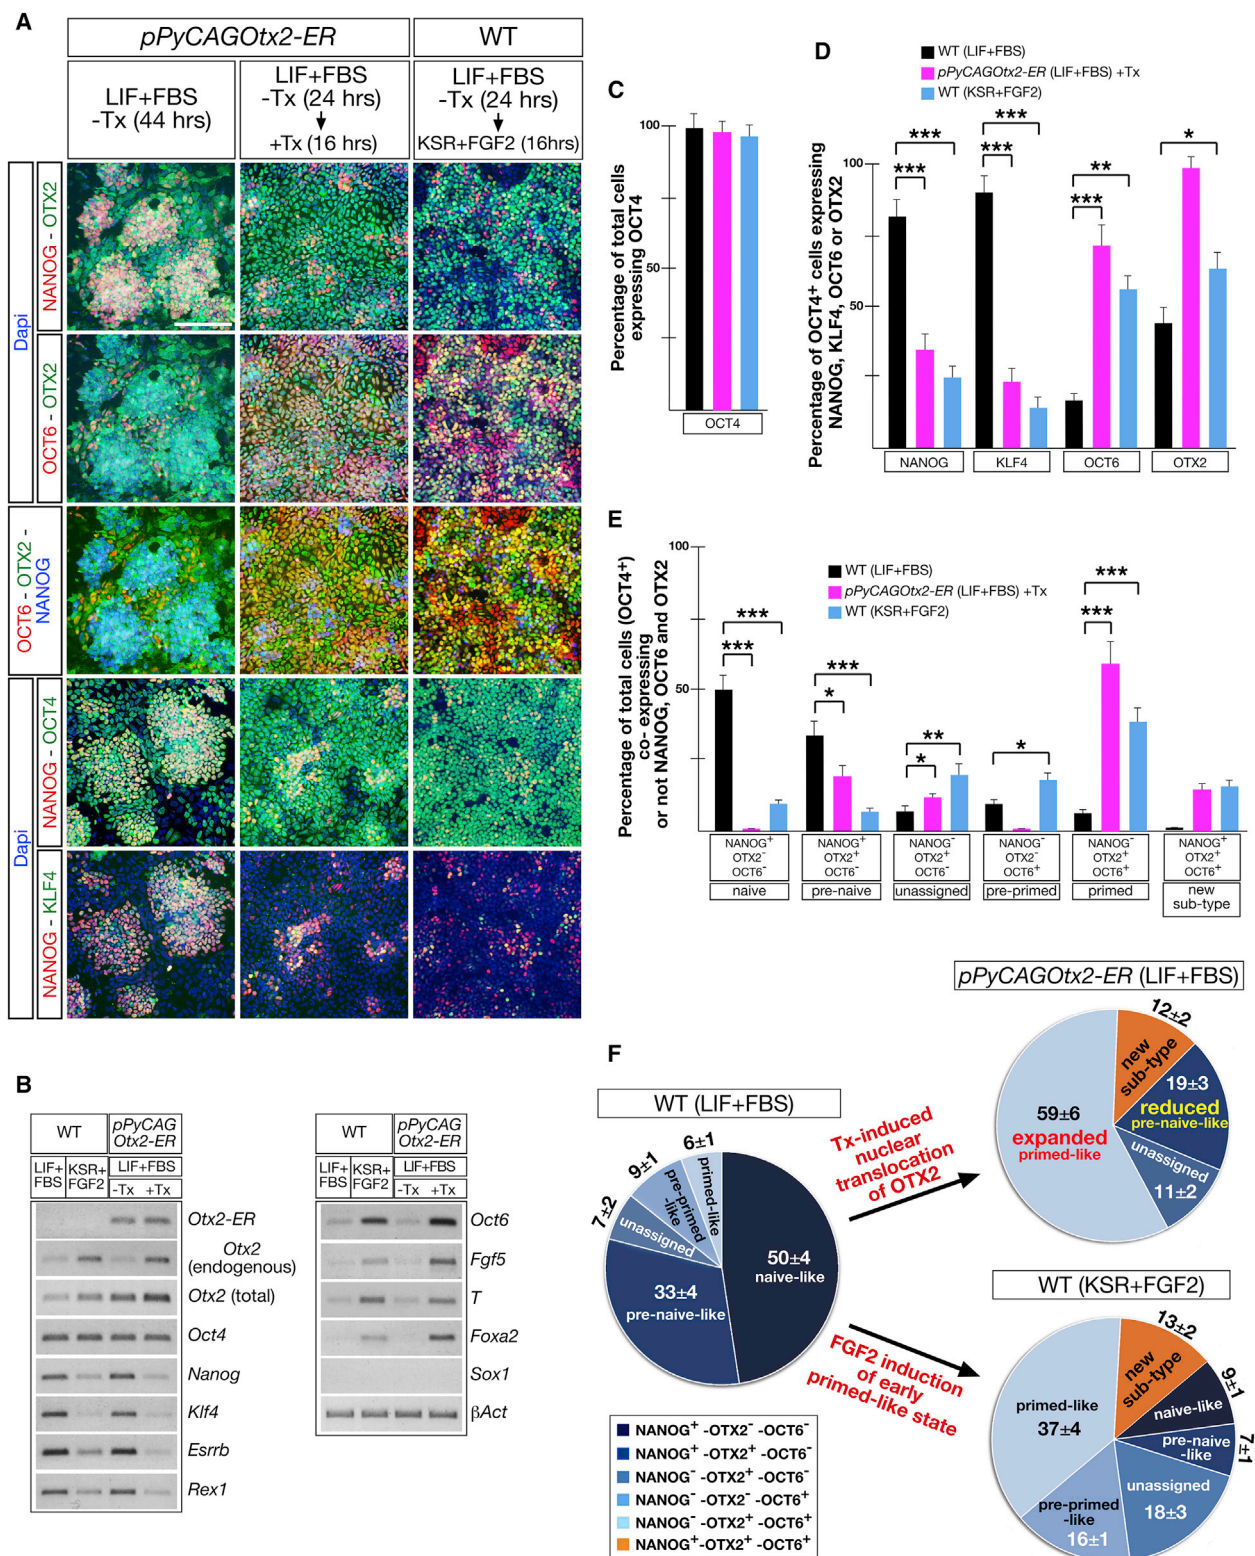 A
pPyCAGOtx2-ER
WT
LIF+FBS
-Tx (44 hrs)
LIF+FBS
-Tx (24 hrs)
+Tx (16 hrs)
LIF+FBS
-Tx (24 hrs)
KSR+FGF2 (16hrs)
Dapi
NANOG - OTX2
OCT6 - OTX2
OCT6 - OTX2 -
NANOG
Dapi
NANOG - OCT4
NANOG - KLF4
B
WT
pPyCAG
Otx2-ER
LIF+
FBS
KSR+
FGF2
LIF+FBS
-Tx
+Tx
Otx2-ER
Otx2
(endogenous)
Otx2 (total)
Oct4
Nanog
Klf4
Esrrb
Rex1
WT
pPyCAG
Otx2-ER
LIF+
FBS
KSR+
FGF2
LIF+FBS
-Tx
+Tx
Oct6
Fgf5
T
Foxa2
Sox1
βAct
C
Percentage of total cells
expressing OCT4
100
50
OCT4
D
WT (LIF+FBS)
pPyCAGOtx2-ER (LIF+FBS) +Tx
WT (KSR+FGF2)
Percentage of OCT4+ cells expressing
NANOG, KLF4, OCT6 or OTX2
100
50
***
***
***
***
**
***
*
NANOG
KLF4
OCT6
OTX2
E
Percentage of total cells (OCT4+)
co- expressing
or not NANOG, OCT6 and OTX2
100
50
WT (LIF+FBS)
pPyCAGOtx2-ER (LIF+FBS) +Tx
WT (KSR+FGF2)
***
***
***
*
**
*
*
***
***
NANOG+
OTX2-
OCT6-
naive
NANOG+
OTX2+
OCT6-
pre-naive
NANOG-
OTX2+
OCT6-
unassigned
NANOG-
OTX2-
OCT6+
pre-primed
NANOG-
OTX2+
OCT6+
primed
NANOG+
OTX2+
OCT6+
new
sub-type
F
WT (LIF+FBS)
50±4
naive-like
33±4
pre-naive-like
7±2
unassigned
9±1
pre-primed
-like
6±1
primed-like
Tx-induced
nuclear
translocation
of OTX2
FGF2 induction
of early
primed-like state
pPyCAGOtx2-ER (LIF+FBS)
12±2
new
sub-type
19±3
reduced
pre-naive-like
unassigned
11±2
59±6
expanded
primed-like
WT (KSR+FGF2)
13±2
new
sub-type
9±1
naive-like
7±1
pre-naive
-like
unassigned
18±3
pre-primed
-like
16±1
primed-like
37±4
NANOG+ -OTX2- -OCT6-
NANOG+ -OTX2+ -OCT6-
NANOG- -OTX2+ -OCT6-
NANOG- -OTX2- -OCT6+
NANOG- -OTX2+ -OCT6+
NANOG+ -OTX2+ -OCT6+